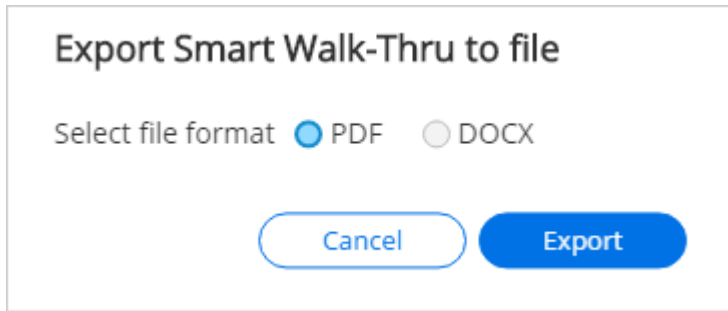 Export Smart Walk-Thru to file
Select file format PDF DOCX
Cancel Export